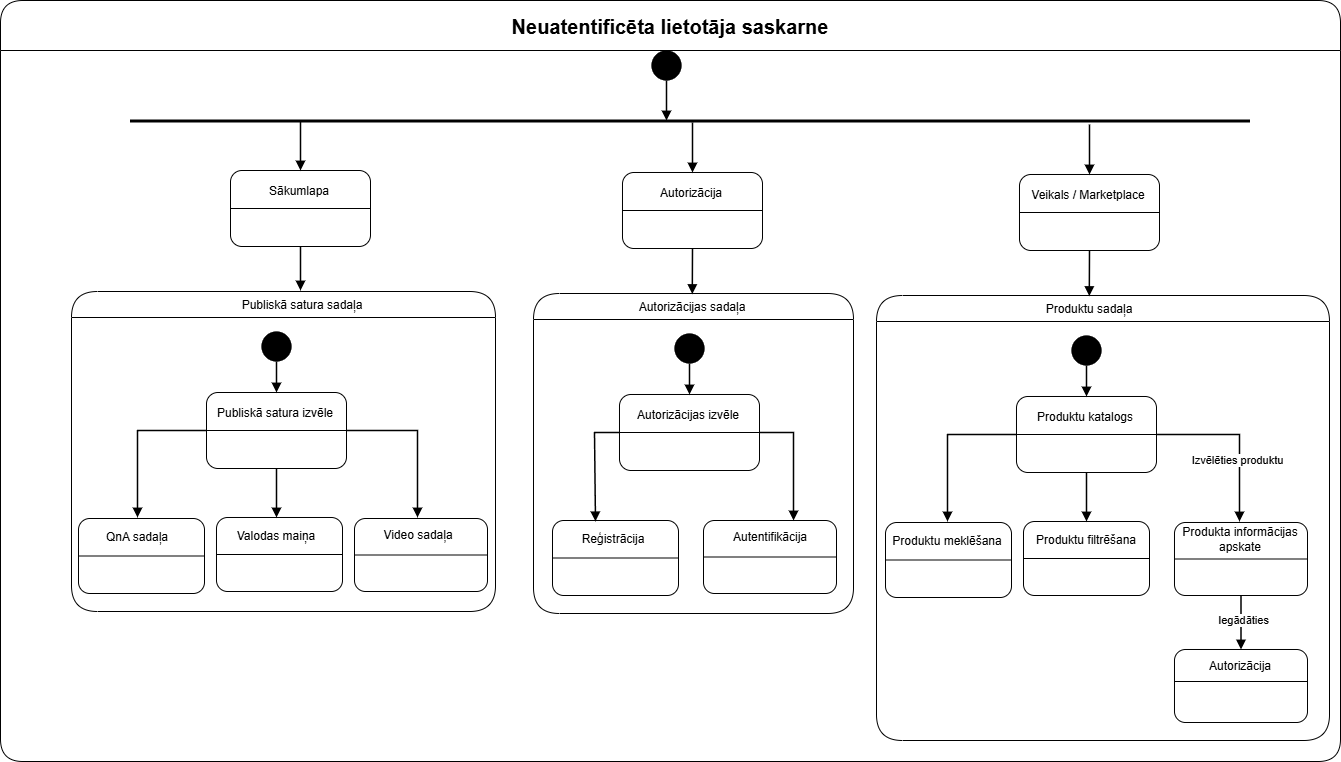 Neuatentificēta lietotāja saskarne
Sākumlapa
Autorizācija
Veikals / Marketplace
Publiskā satura sadaļa
Autorizācijas sadaļa
Produktu sadaļa
Publiskā satura izvēle
Autorizācijas izvēle
Produktu katalogs
Izvēlēties produktu
QnA sadaļa
Valodas maiņa
Video sadaļa
Reģistrācija
Autentifikācija
Produktu meklēšana
Produktu filtrēšana
Produkta informācijas
apskate
Iegādāties
Autorizācija